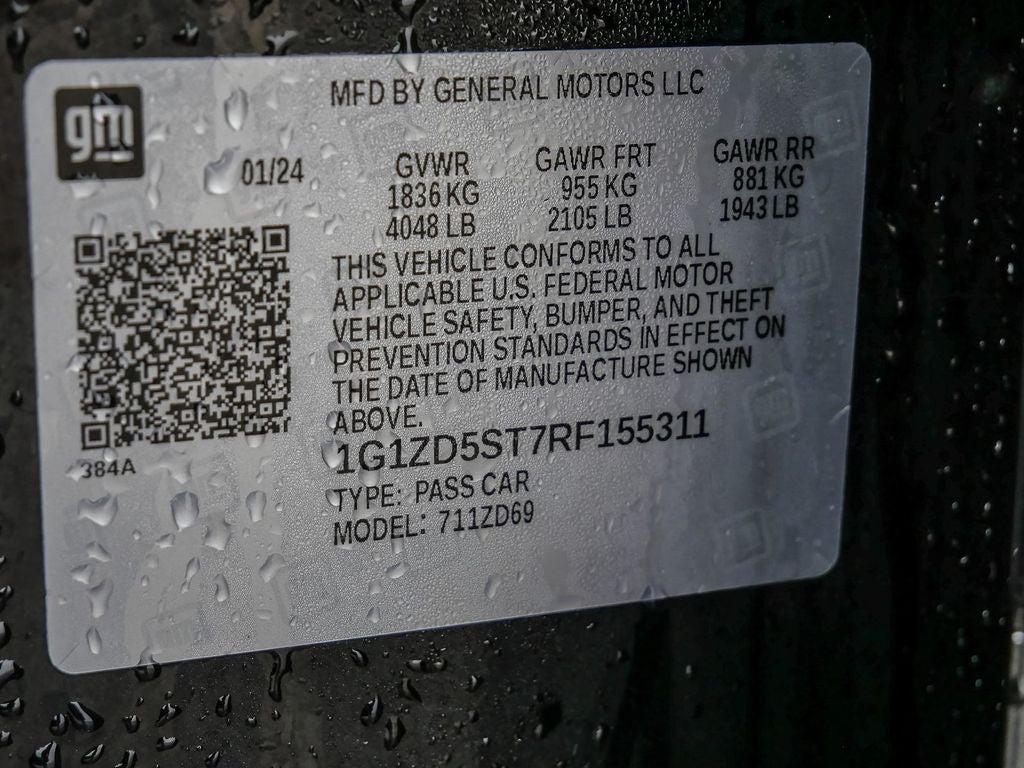 gm
MFD BY GENERAL MOTORS LLC
01/24
GVWR GAWR FRT GAWR RR
1836 KG 955 KG 881 KG
4048 LB 2105 LB 1943 LB
THIS VEHICLE CONFORMS TO ALL
APPLICABLE U.S. FEDERAL MOTOR
VEHICLE SAFETY, BUMPER, AND THEFT
PREVENTION STANDARDS IN EFFECT ON
THE DATE OF MANUFACTURE SHOWN
ABOVE.
384A
1G1ZD5ST7RF155311
TYPE: PASS CAR
MODEL: 711ZD69